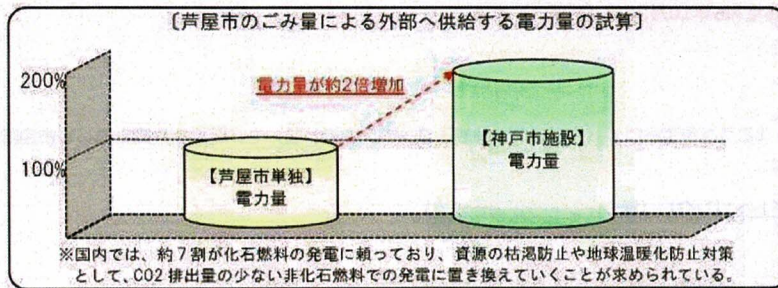 〔芦屋市のごみ量による外部へ供給する電力量の試算〕
200%
電力量が約2倍増加
100%
【芦屋市単独】
電力量
【神戸市施設】
電力量
※国内では、約7割が化石燃料の発電に頼っており、資源の枯渇防止や地球温暖化防止対策
として、CO2排出量の少ない非化石燃料での発電に置き換えていくことが求められている。